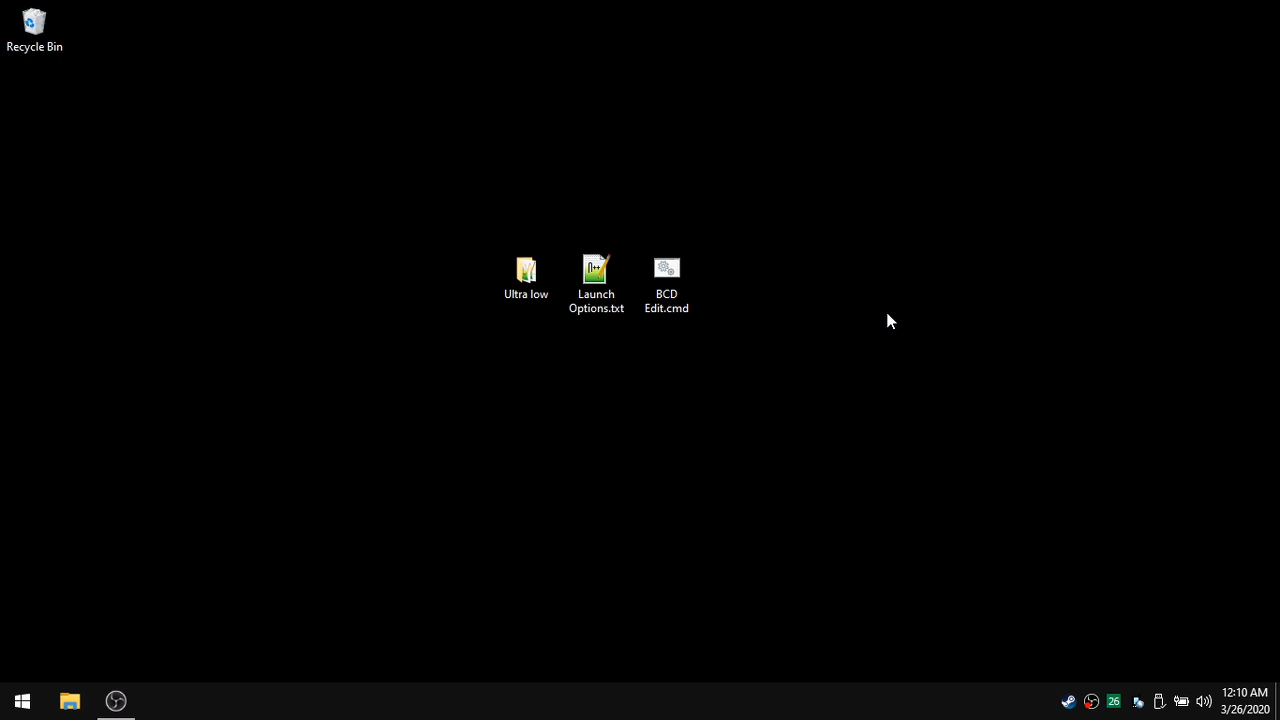 Recycle Bin
Ultra low
Launch
Options.txt
BCD
Edit.cmd
n++
26
12:10 AM
3/26/2020